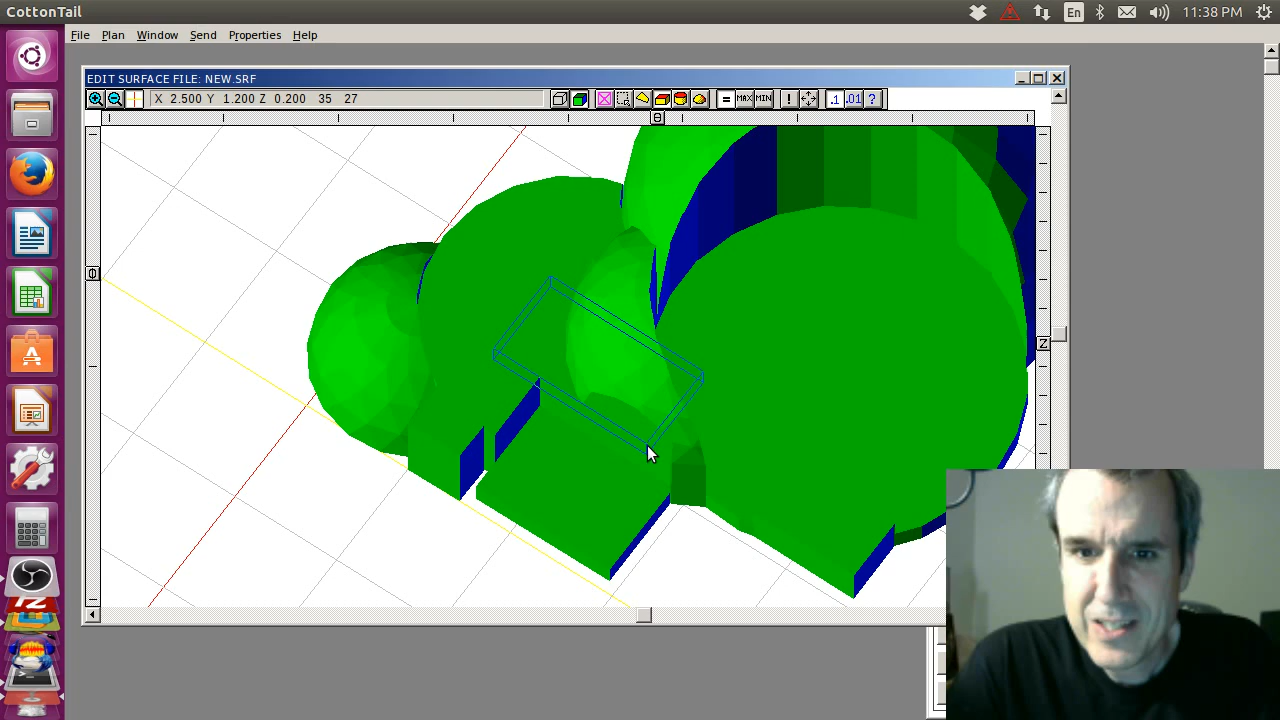 CottonTail
En
11:38 PM
File Plan Window Send Properties Help
EDIT SURFACE FILE: NEW.SRF
X 2.500 Y 1.200 Z 0.200 35 27
= MAX MIN ! .1 .01 ?
0
0
Z